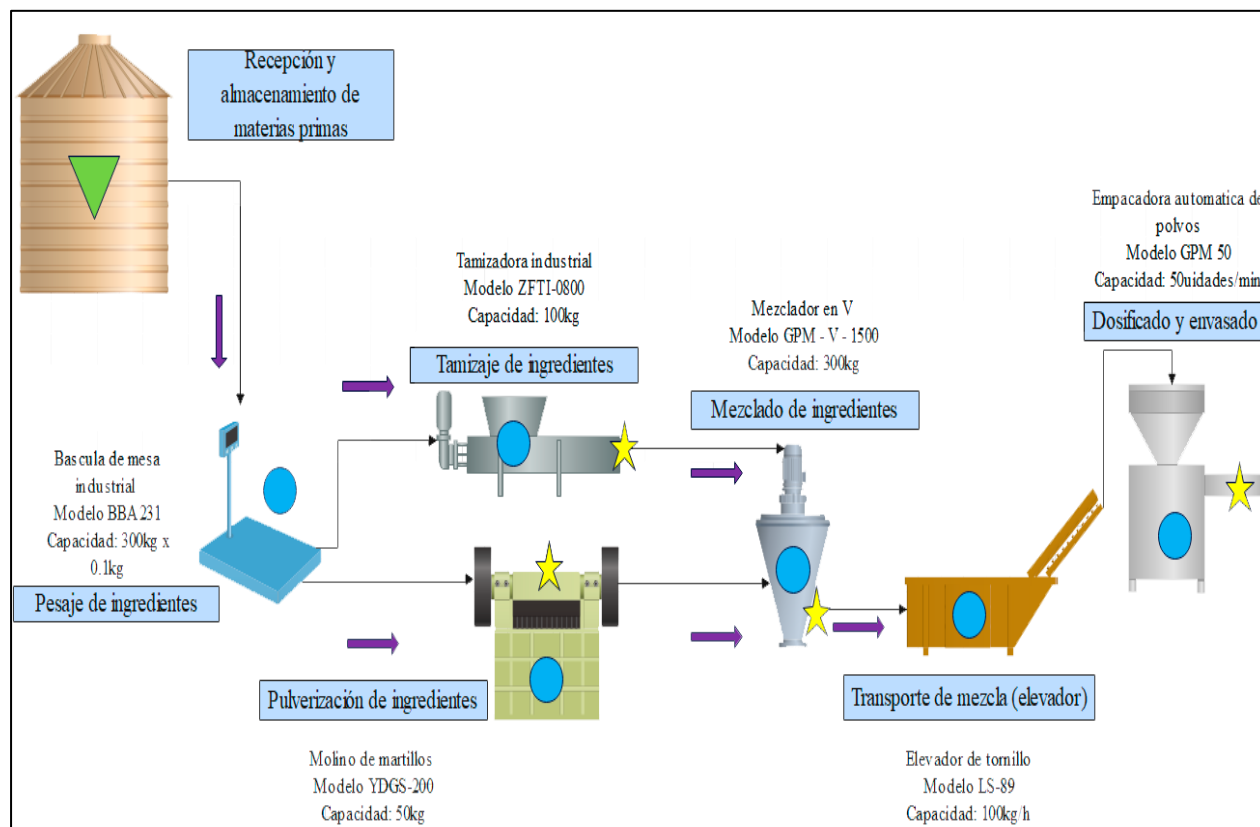 Recepción y
almacenamiento de
materias primas
Empacadora automatica de
polvos
Modelo GPM 50
Capacidad: 50uidades/min
Dosificado y envasado
Tamizadora industrial
Modelo ZFTI-0800
Capacidad: 100kg
Tamizaje de ingredientes
Mezclador en V
Modelo GPM - V - 1500
Capacidad: 300kg
Mezclado de ingredientes
Bascula de mesa
industrial
Modelo BBA 231
Capacidad: 300kg x
0.1kg
Pesaje de ingredientes
Pulverización de ingredientes
Molino de martillos
Modelo YDGS-200
Capacidad: 50kg
Transporte de mezcla (elevador)
Elevador de tornillo
Modelo LS-89
Capacidad: 100kg/h